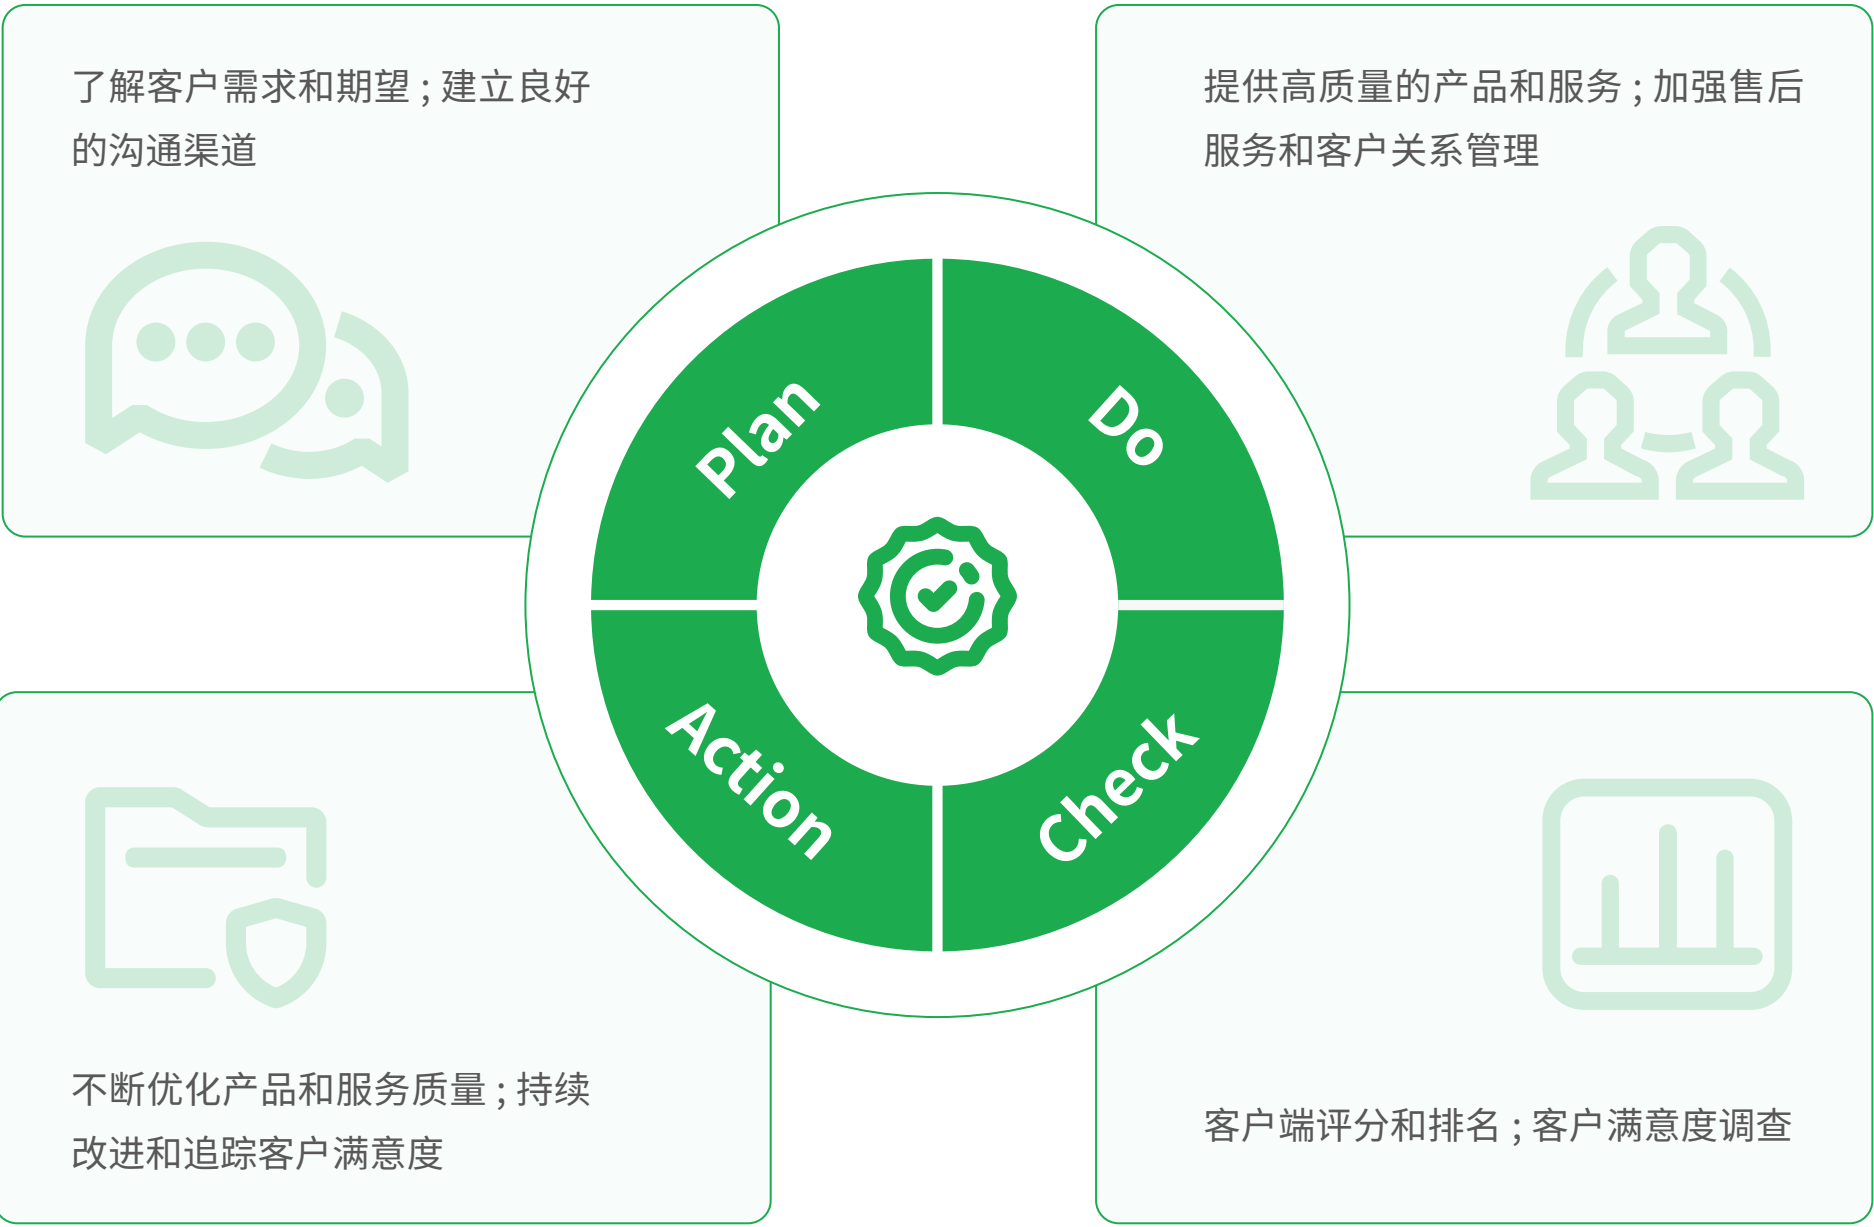 了解客户需求和期望 ; 建立良好
的沟通渠道
提供高质量的产品和服务 ; 加强售后
服务和客户关系管理
Plan
Do
Action
Check
不断优化产品和服务质量 ; 持续
改进和追踪客户满意度
客户端评分和排名 ; 客户满意度调查